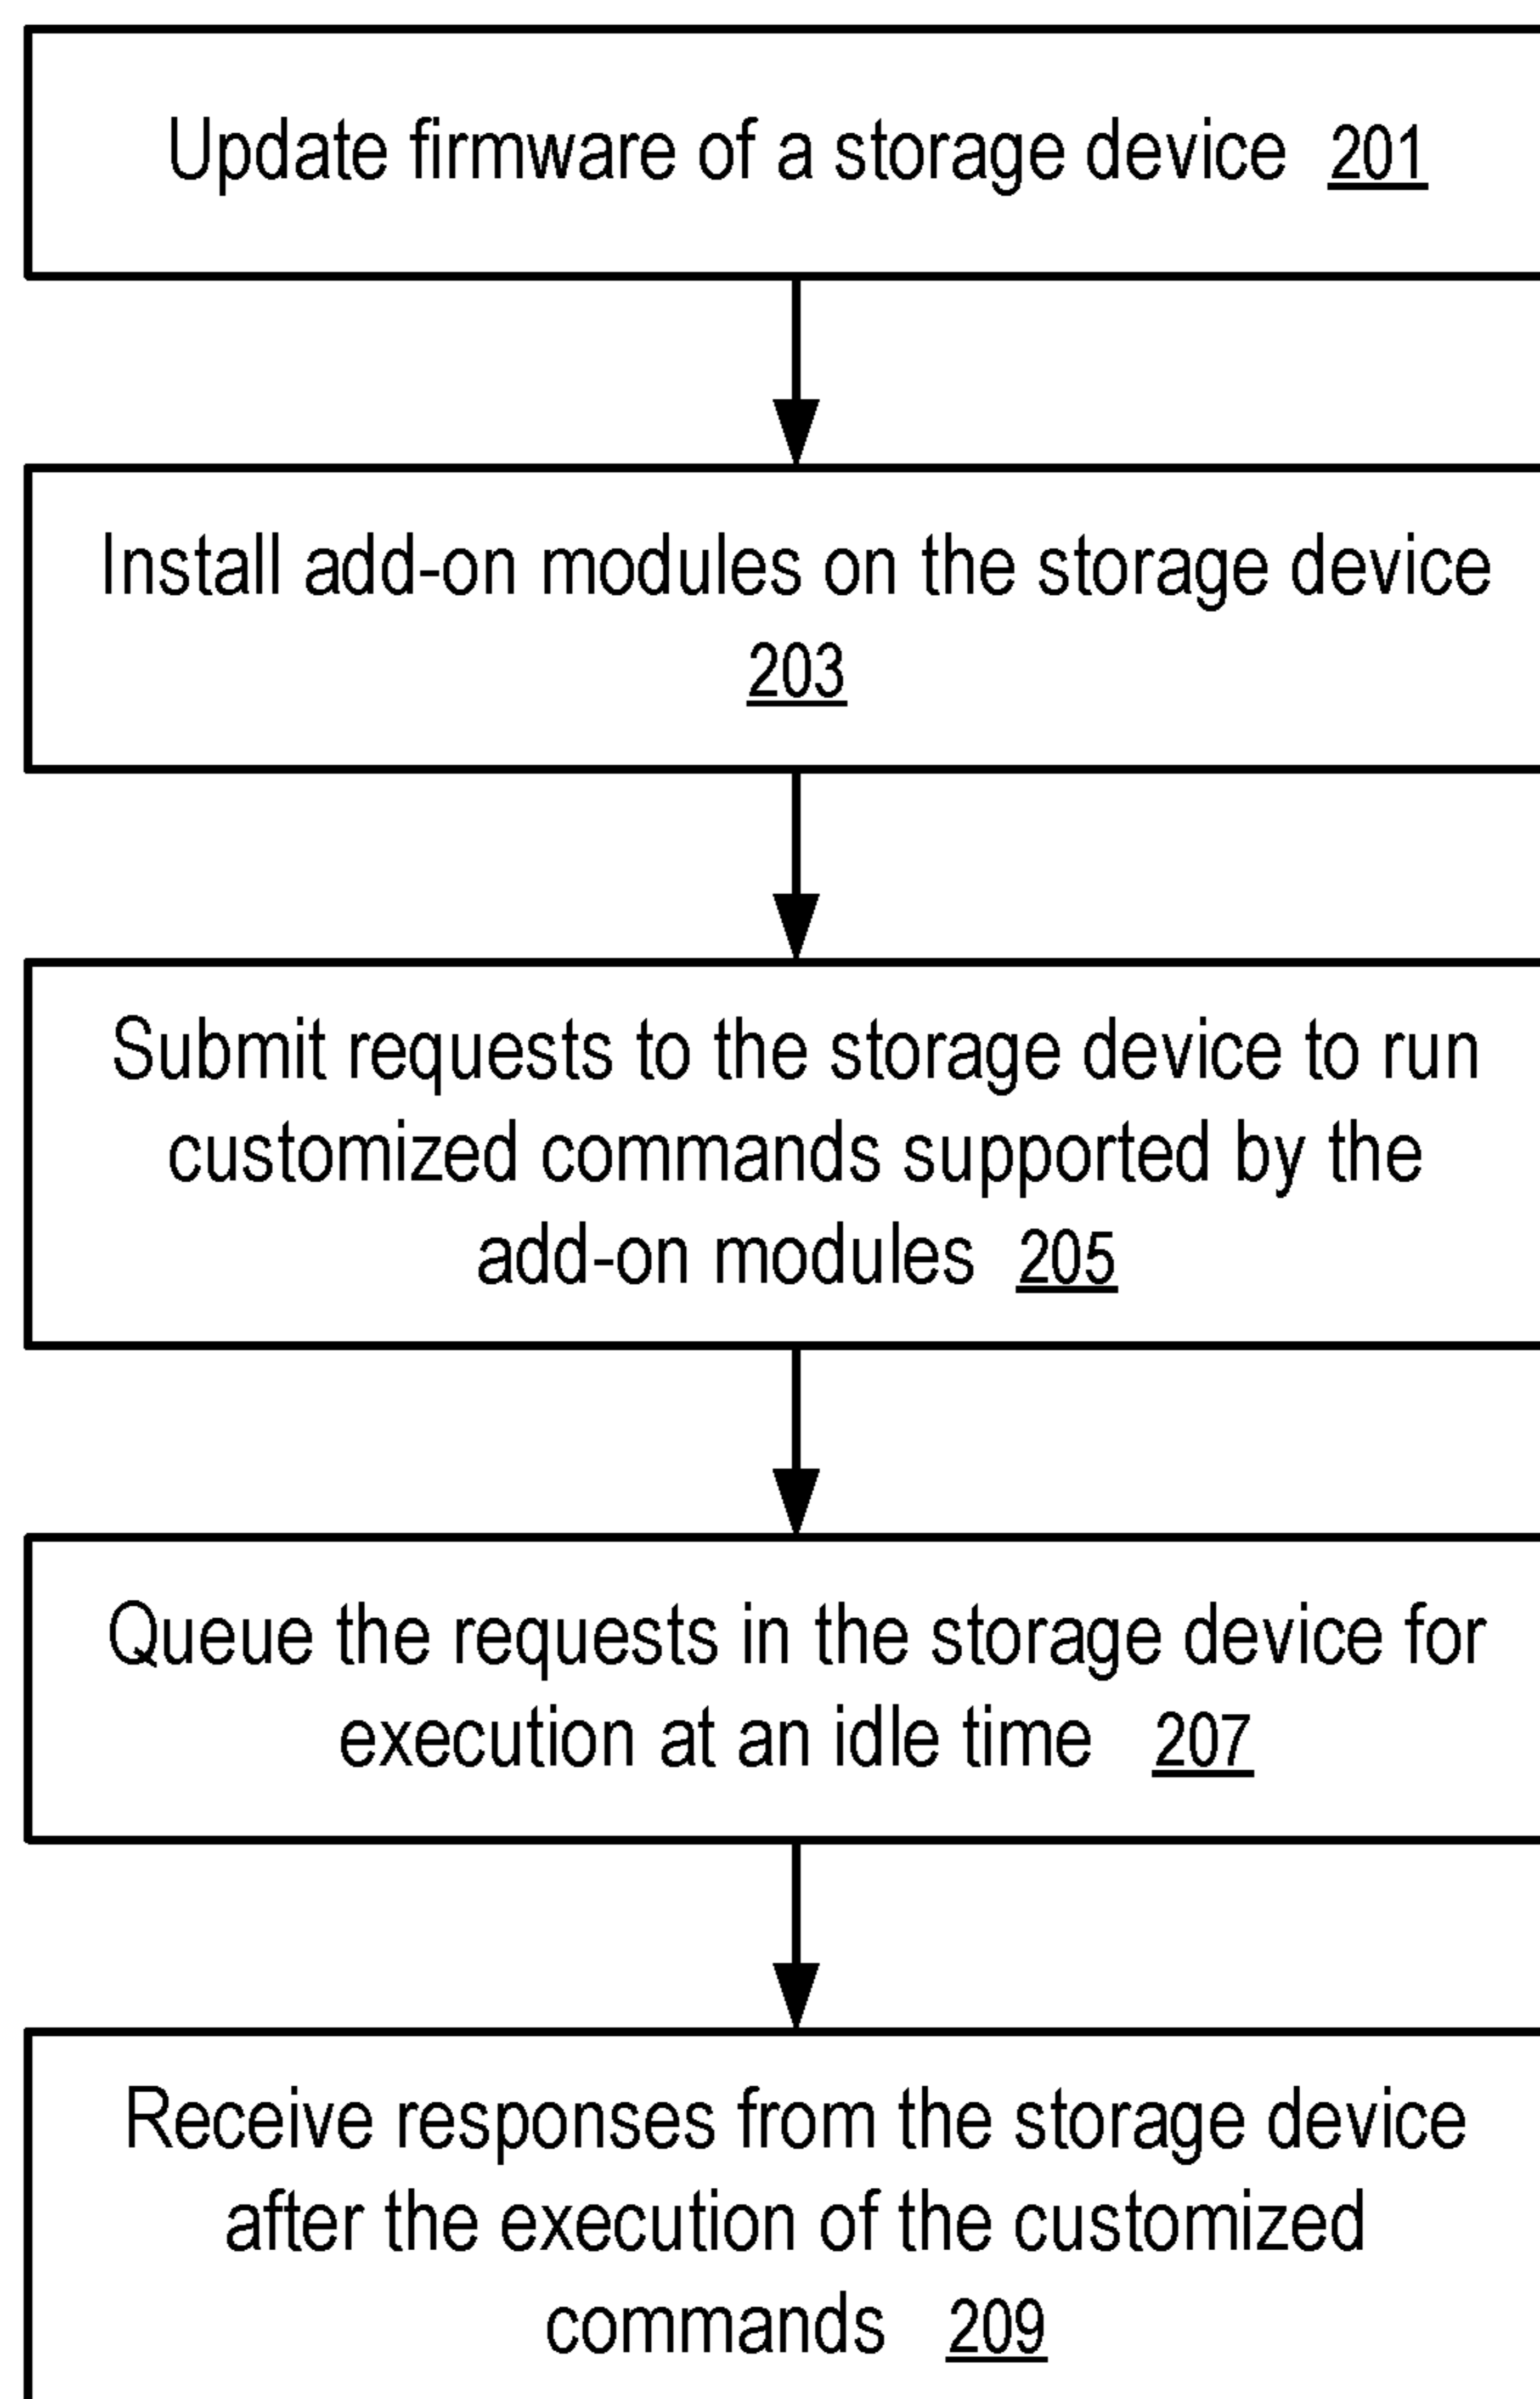 Update firmware of a storage device 201
Install add-on modules on the storage device
203
Submit requests to the storage device to run
customized commands supported by the
add-on modules 205
Queue the requests in the storage device for
execution at an idle time 207
Receive responses from the storage device
after the execution of the customized
commands 209